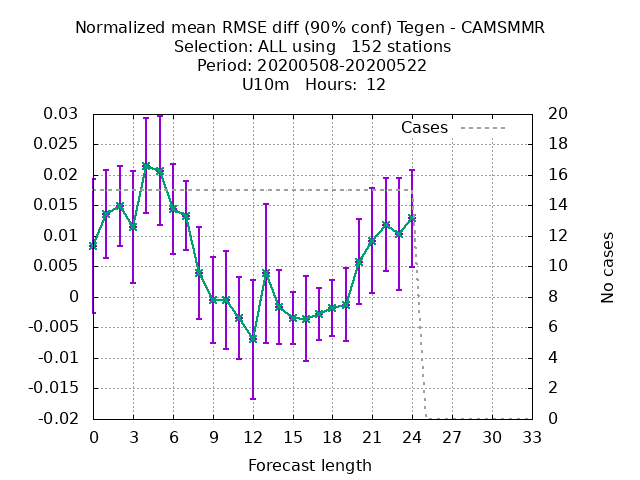 Normalized mean RMSE diff (90% conf) Tegen - CAMSMMR
Selection: ALL using   152 stations
Period: 20200508-20200522
U10m   Hours:  12
Cases
0.03
0.025
0.02
0.015
0.01
0.005
0
-0.005
-0.01
-0.015
-0.02
20
18
16
14
12
10
8
6
4
2
0
No cases
0 3 6 9 12 15 18 21 24 27 30 33
Forecast length